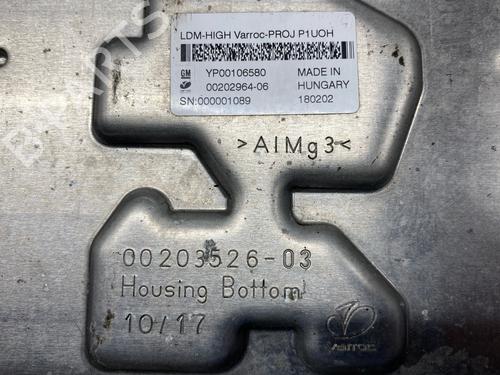 LDM-HIGH Varroc-PROJ P1UOH
GM
YP00106580
MADE IN
00202964-06
HUNGARY
SN:000001089
180202
>AlMg3<
00203526-03
Housing Bottom
10/17